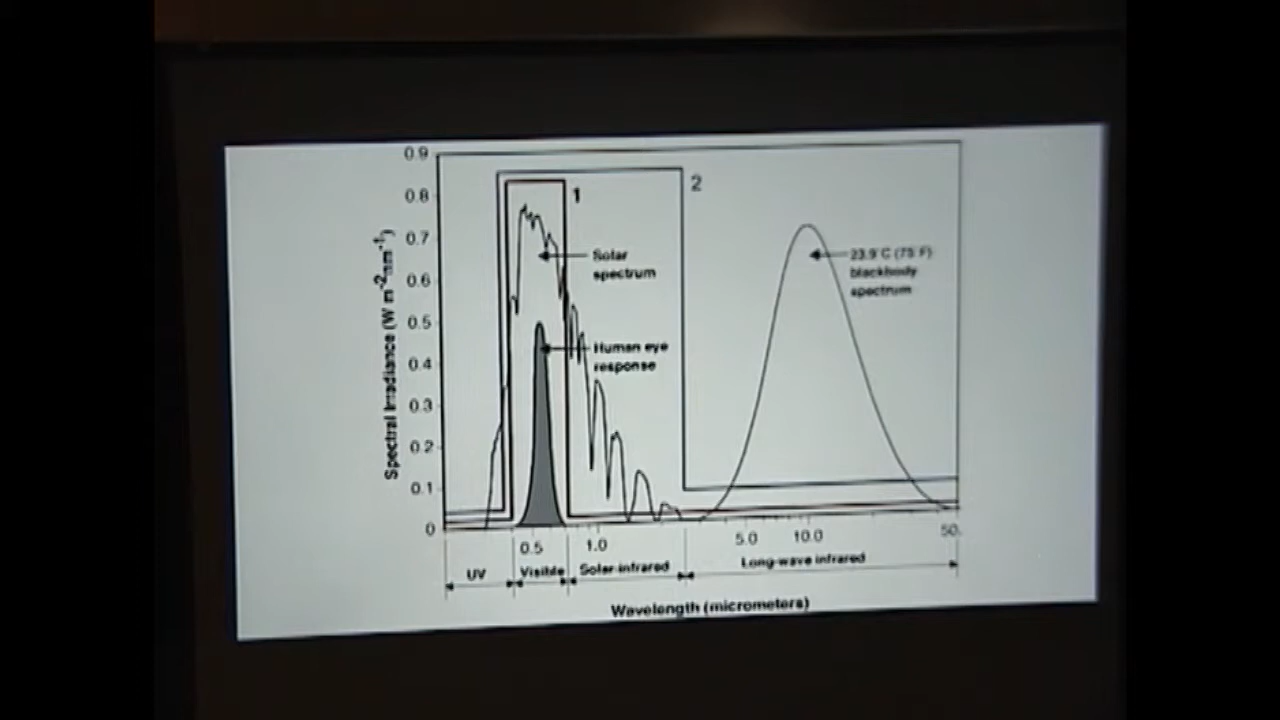 0.9
0.8
0.7
0.6
0.5
0.4
0.3
0.2
0.1
0
Spectral Irradiance (W m-2nm-1)
1
2
Solar
spectrum
Human eye
response
23.9°C (75 F)
blackbody
spectrum
0.5
1.0
5.0
10.0
50.
UV
Visible
Solar infrared
Long-wave infrared
Wavelength (micrometers)